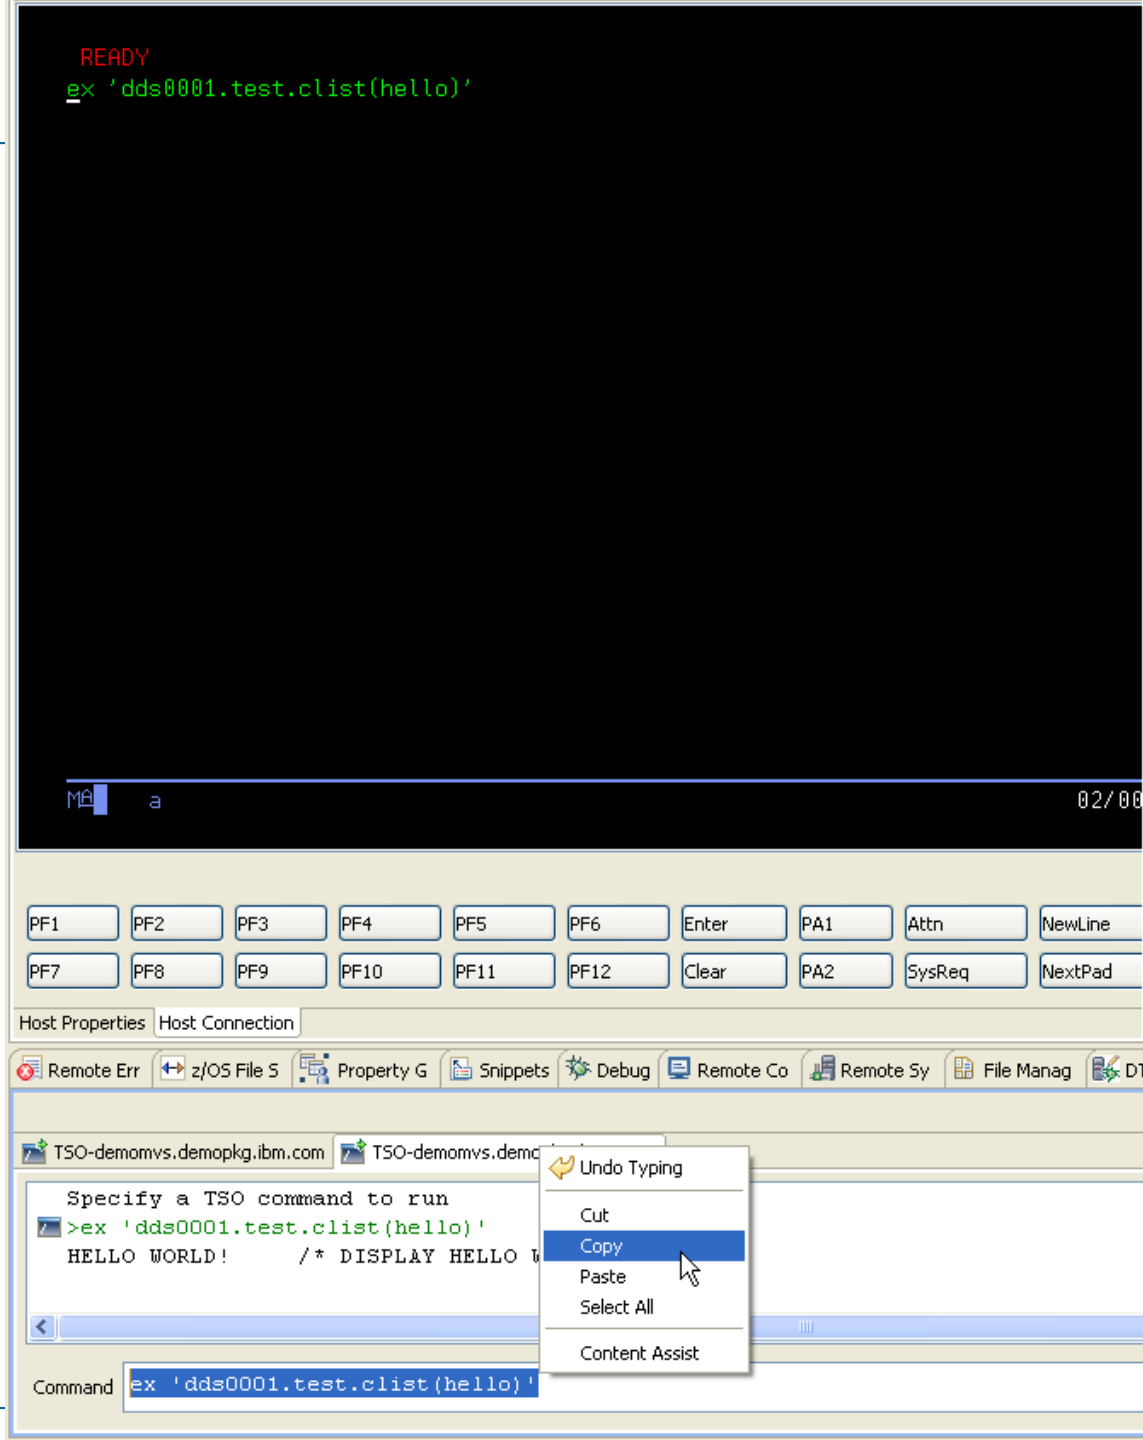 READY
ex 'dds0001.test.clist(hello)'
MA a 02/00
PF1 PF2 PF3 PF4 PF5 PF6 Enter PA1 Attn NewLine
PF7 PF8 PF9 PF10 PF11 PF12 Clear PA2 SysReq NextPad
Host Properties Host Connection
Remote Err z/OS File S Property G Snippets Debug Remote Co Remote Sy File Manag DT
TSO-demomvs.demopkg.ibm.com TSO-demomvs.demo
Undo Typing
Specify a TSO command to run
Cut
>ex 'dds0001.test.clist(hello)'
Copy
HELLO WORLD! /* DISPLAY HELLO W
Paste
Select All
Content Assist
Command ex 'dds0001.test.clist(hello)'